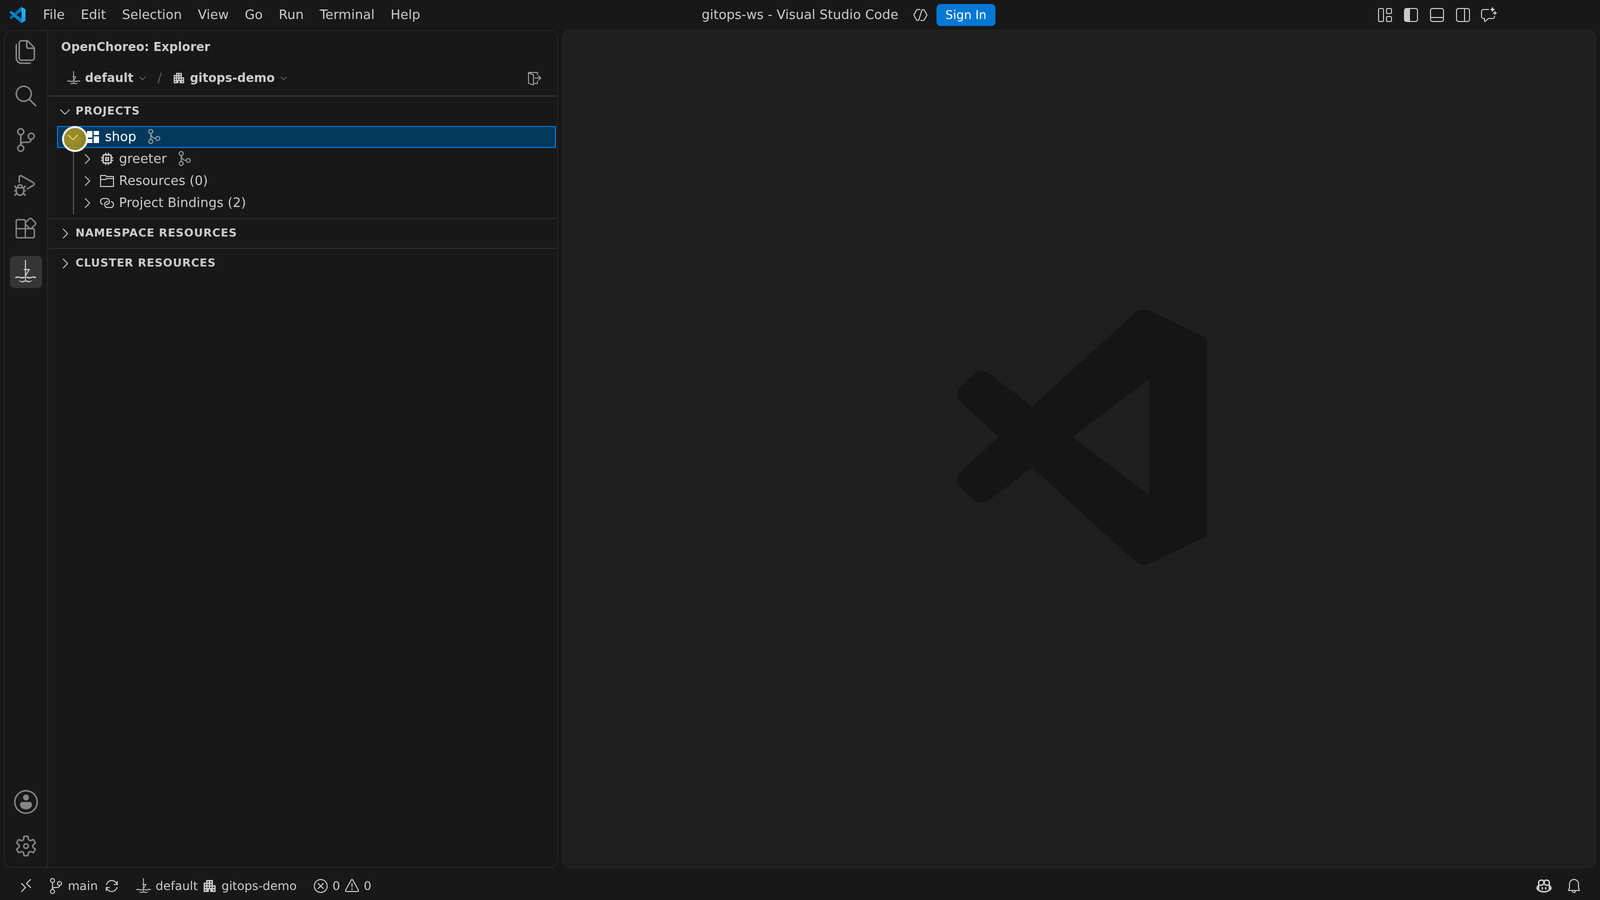 File Edit Selection View Go Run Terminal Help
gitops-ws - Visual Studio Code
Sign In
OpenChoreo: Explorer
default / gitops-demo
PROJECTS
shop
greeter
Resources (0)
Project Bindings (2)
NAMESPACE RESOURCES
CLUSTER RESOURCES
main default gitops-demo 0 0